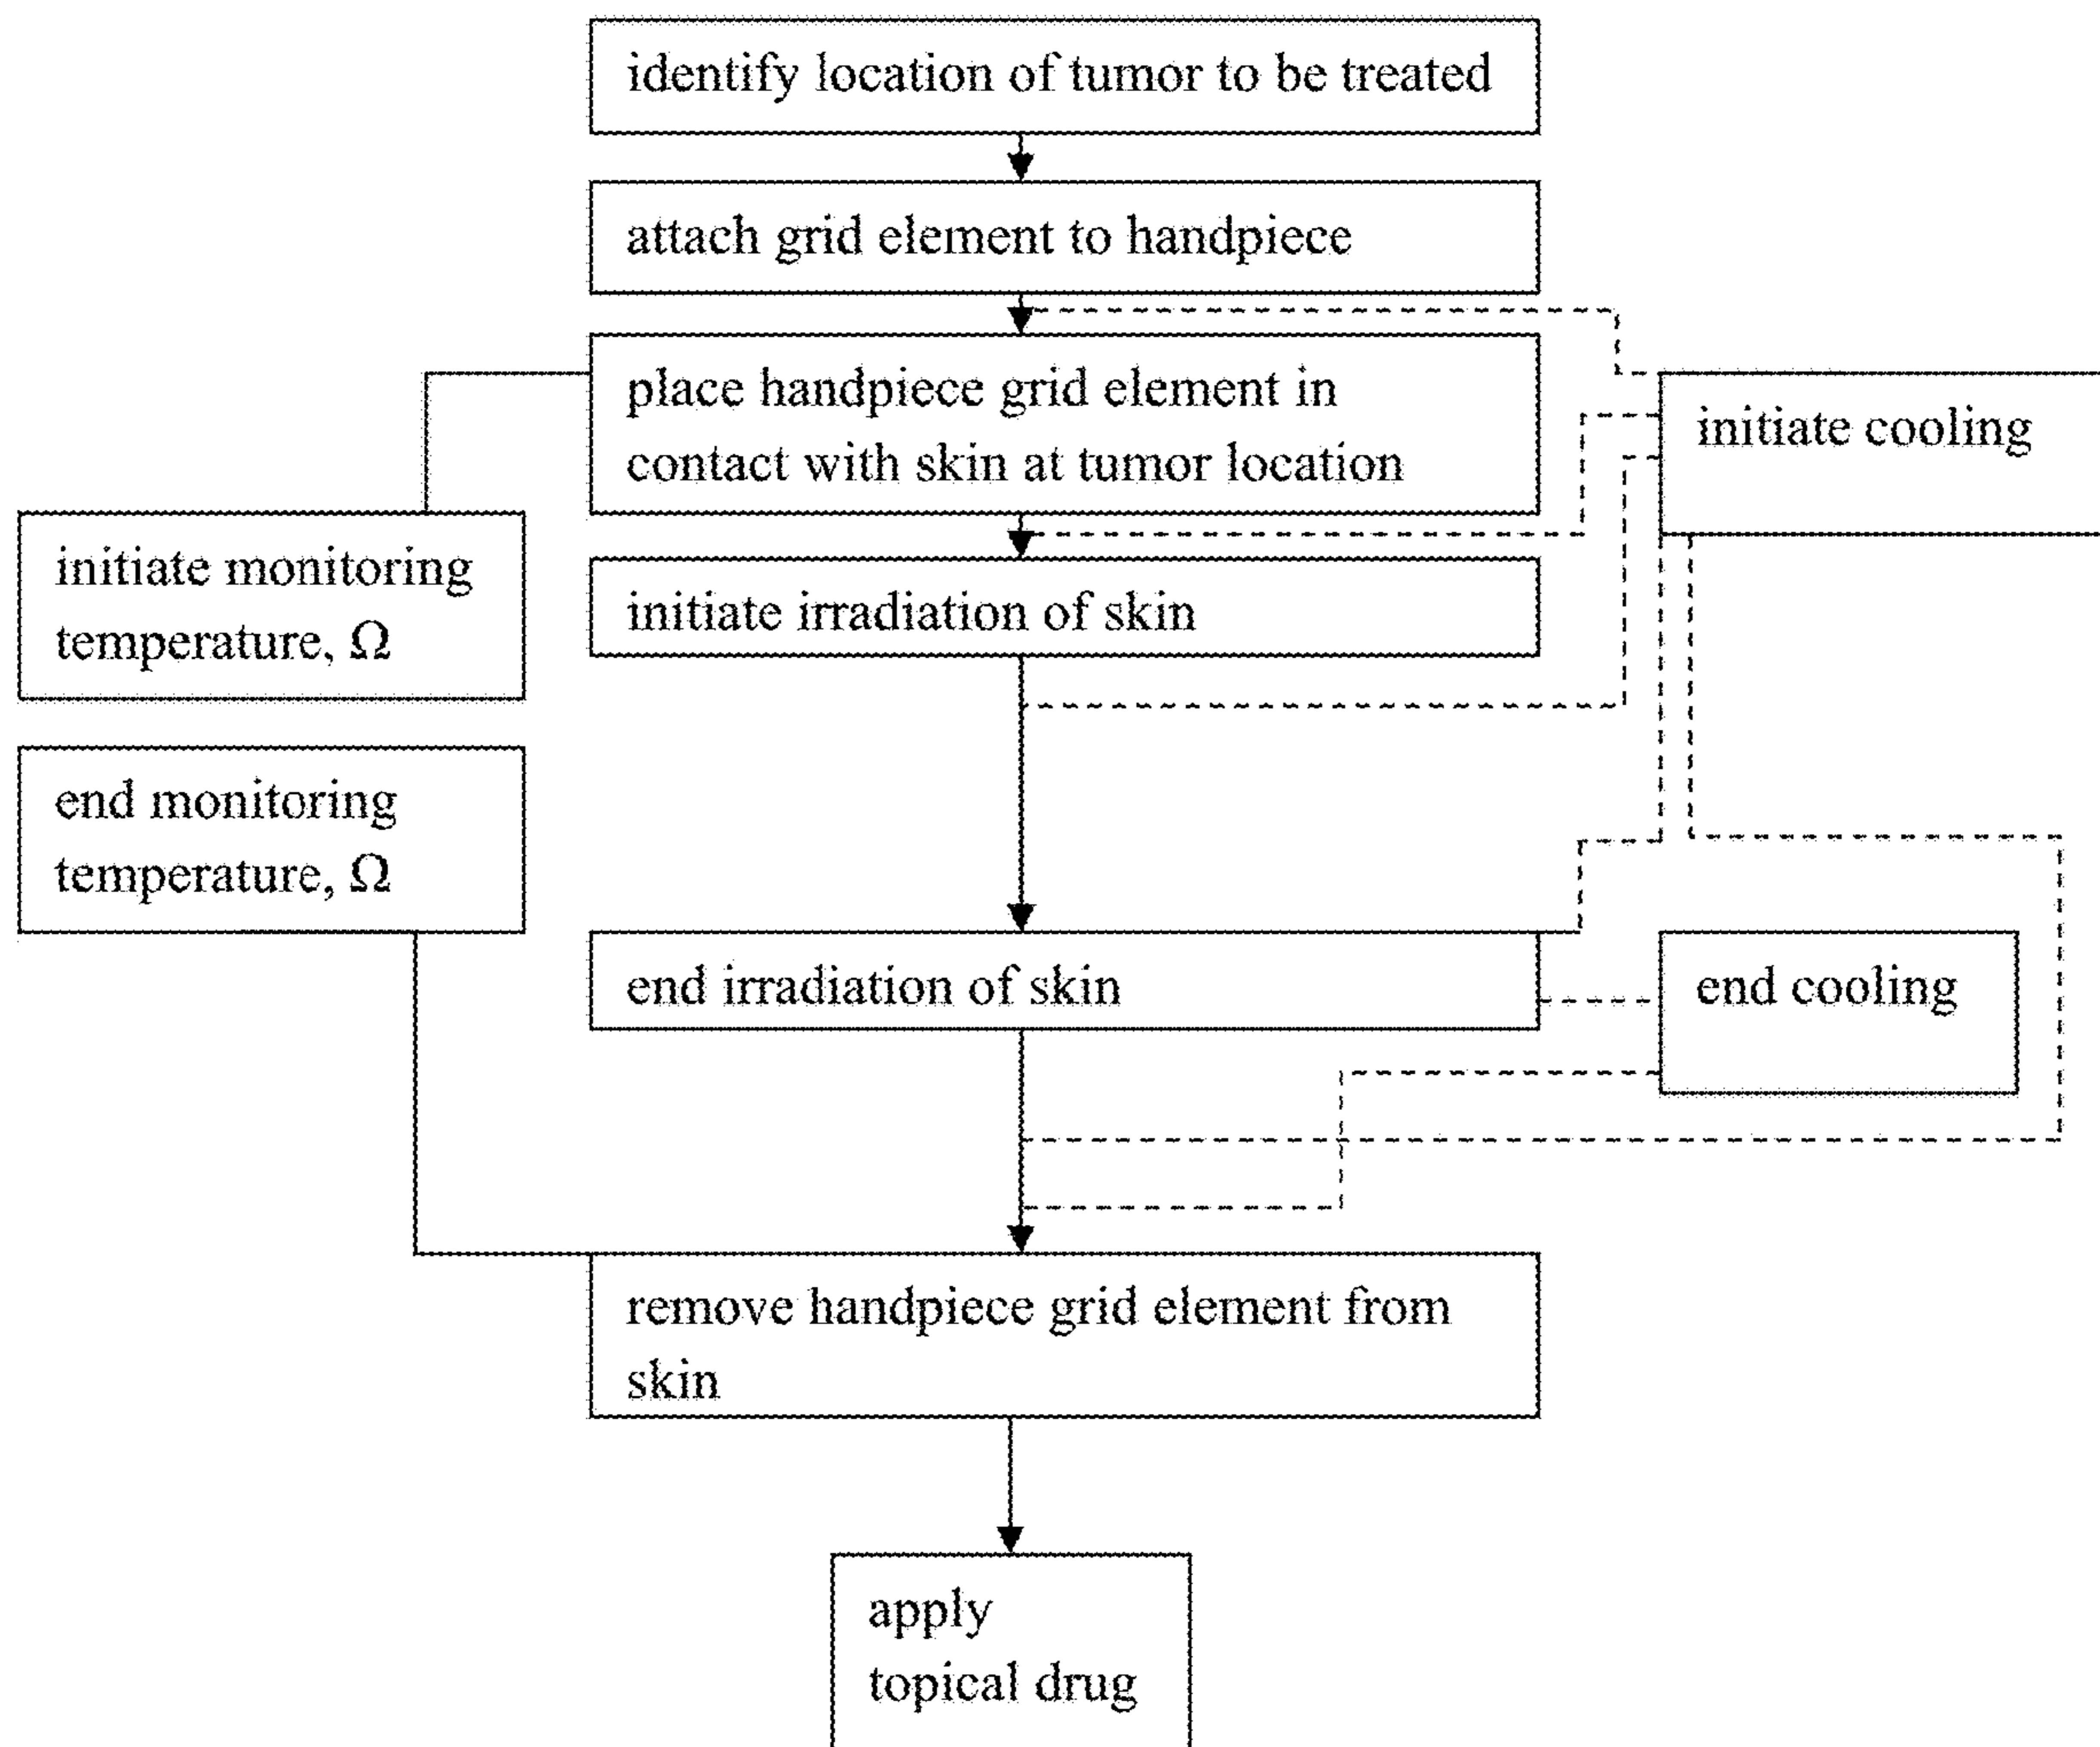 identify location of tumor to be treated
attach grid element to handpiece
place handpiece grid element in
contact with skin at tumor location
initiate cooling
initiate monitoring
temperature, Ω
initiate irradiation of skin
end monitoring
temperature, Ω
end irradiation of skin
end cooling
remove handpiece grid element from
skin
apply
topical drug